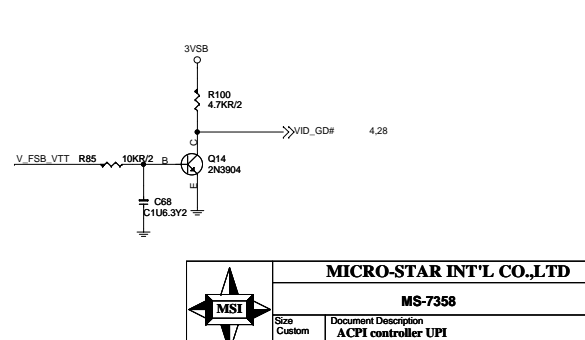 3VSB
R100
4.7KR/2
VID_GD# 4,28
C
V_FSB_VTT R85 10KR/2 B Q14
2N3904
E
C68
C1U6.3Y2
MICRO-STAR INT'L CO.,LTD
MS-7358
MSI
Size Document Description
Custom ACPI controller UPI